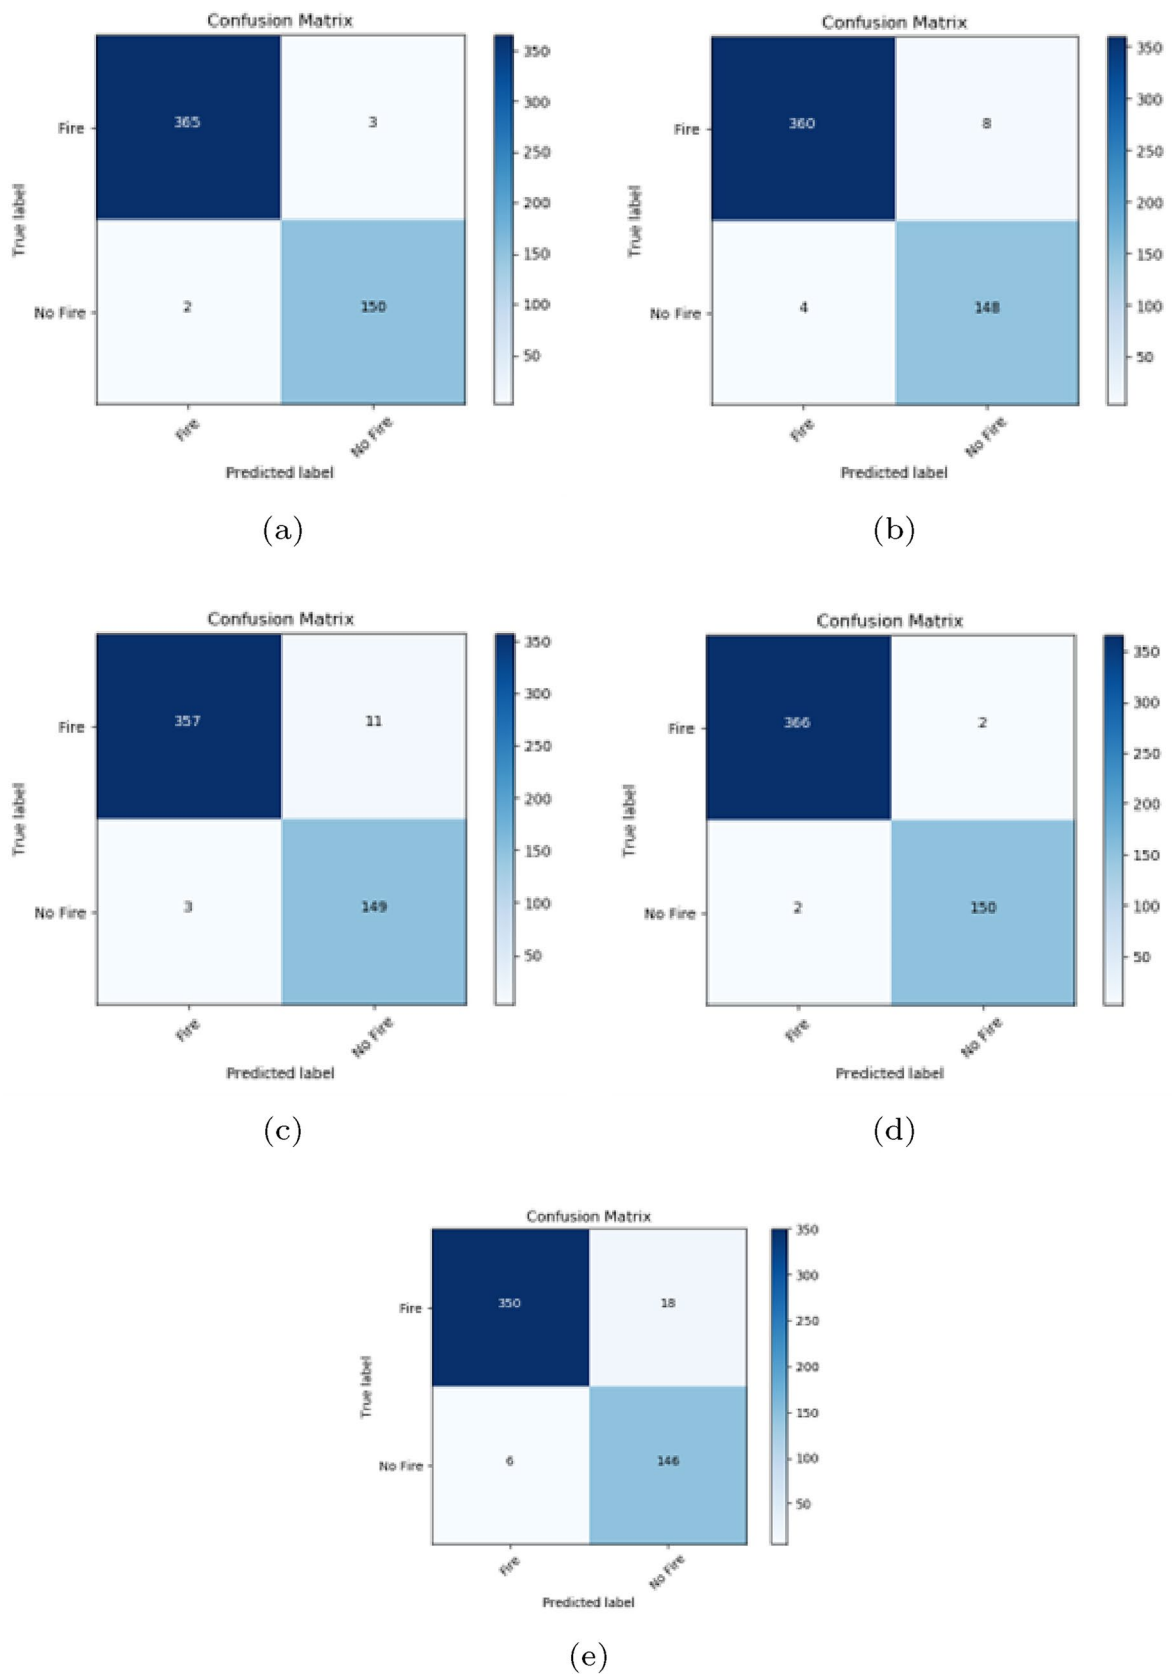 Confusion Matrix
365
3
2
150
Fire
No Fire
True label
Fire
No Fire
Predicted label
350
300
250
200
150
100
50
(a)
Confusion Matrix
360
8
4
148
Fire
No Fire
True label
Fire
No Fire
Predicted label
350
300
250
200
150
100
50
(b)
Confusion Matrix
357
11
3
149
Fire
No Fire
True label
Fire
No Fire
Predicted label
350
300
250
200
150
100
50
(c)
Confusion Matrix
366
2
2
150
Fire
No Fire
True label
Fire
No Fire
Predicted label
350
300
250
200
150
100
50
(d)
Confusion Matrix
350
18
6
146
Fire
No Fire
True label
Fire
No Fire
Predicted label
350
300
250
200
150
100
50
(e)